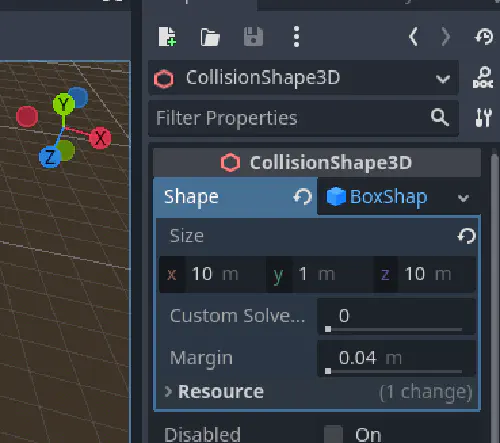 CollisionShape3D
Filter Properties
Y
X
Z
CollisionShape3D
Shape BoxShap
Size
x 10 m y 1 m z 10 m
Custom Solve... 0
Margin 0.04 m
Resource (1 change)
Disabled On